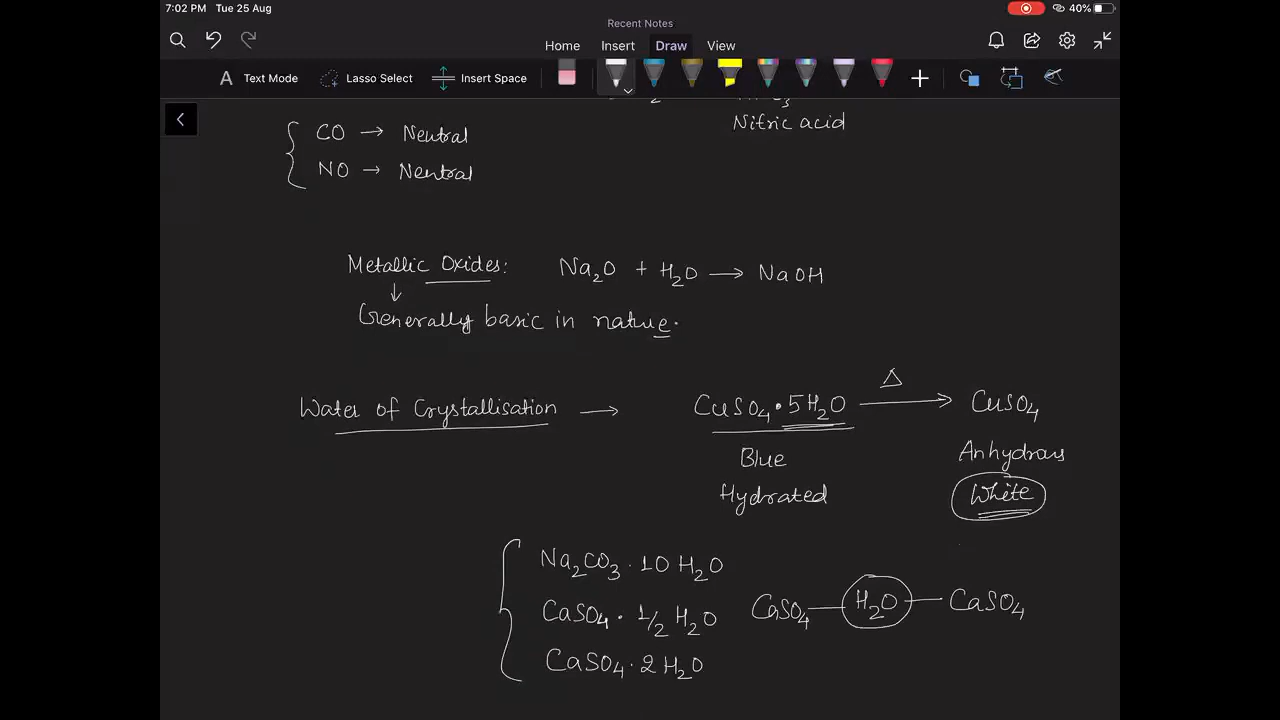 7:02 PM Tue 25 Aug
40%
Recent Notes
Home Insert Draw View
Text Mode Lasso Select Insert Space
Nitric acid
CO → Neutral
NO → Neutral
Metallic Oxides: Na₂O + H₂O → NaOH
Generally basic in nature.
Water of Crystallisation → CuSO₄ · 5H₂O Δ→ CuSO₄
Blue Anhydrous
Hydrated White
Na₂CO₃ · 10 H₂O
CaSO₄ · 1/2 H₂O CaSO₄ — H₂O — CaSO₄
CaSO₄ · 2H₂O